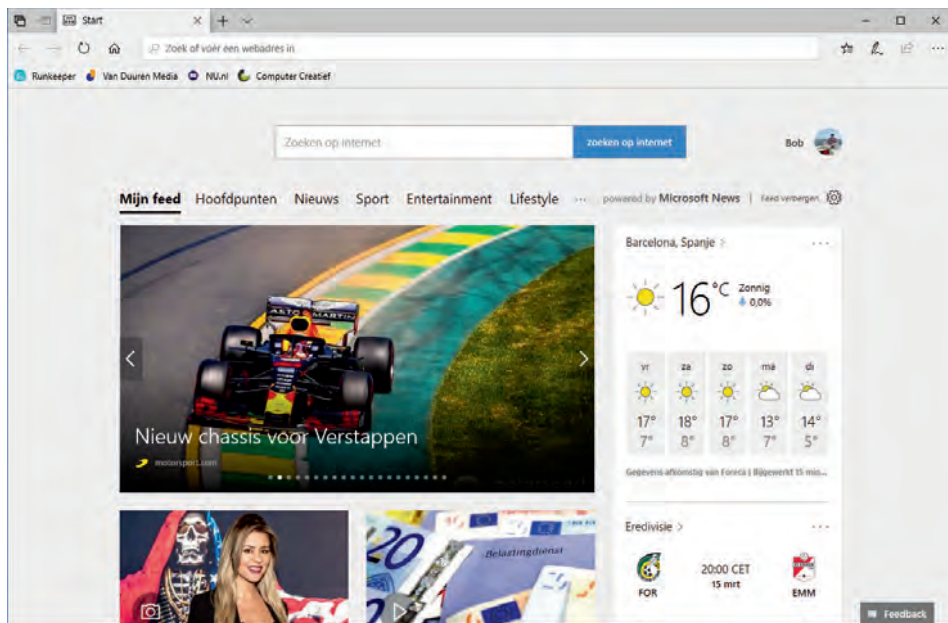 Start
Zoek of voer een webadres in
Runkeeper Van Duuren Media NU.nl Computer Creatief
Zoeken op internet
zoeken op internet
Bob
Mijn feed Hoofdpunten Nieuws Sport Entertainment Lifestyle ...
powered by Microsoft News | Feed verbergen
ASTON MARTIN
Nieuw chassis voor Verstappen
motorsport.com
Barcelona, Spanje >
16°C
Zonnig
0,0%
vr za zo ma di
17° 18° 17° 13° 14°
7° 8° 8° 7° 5°
Gegevens afkomstig van Foreca | Bijgewerkt 15 min...
20
Belastingdienst
Eredivisie >
20:00 CET
15 mrt
FOR EMM
Feedback